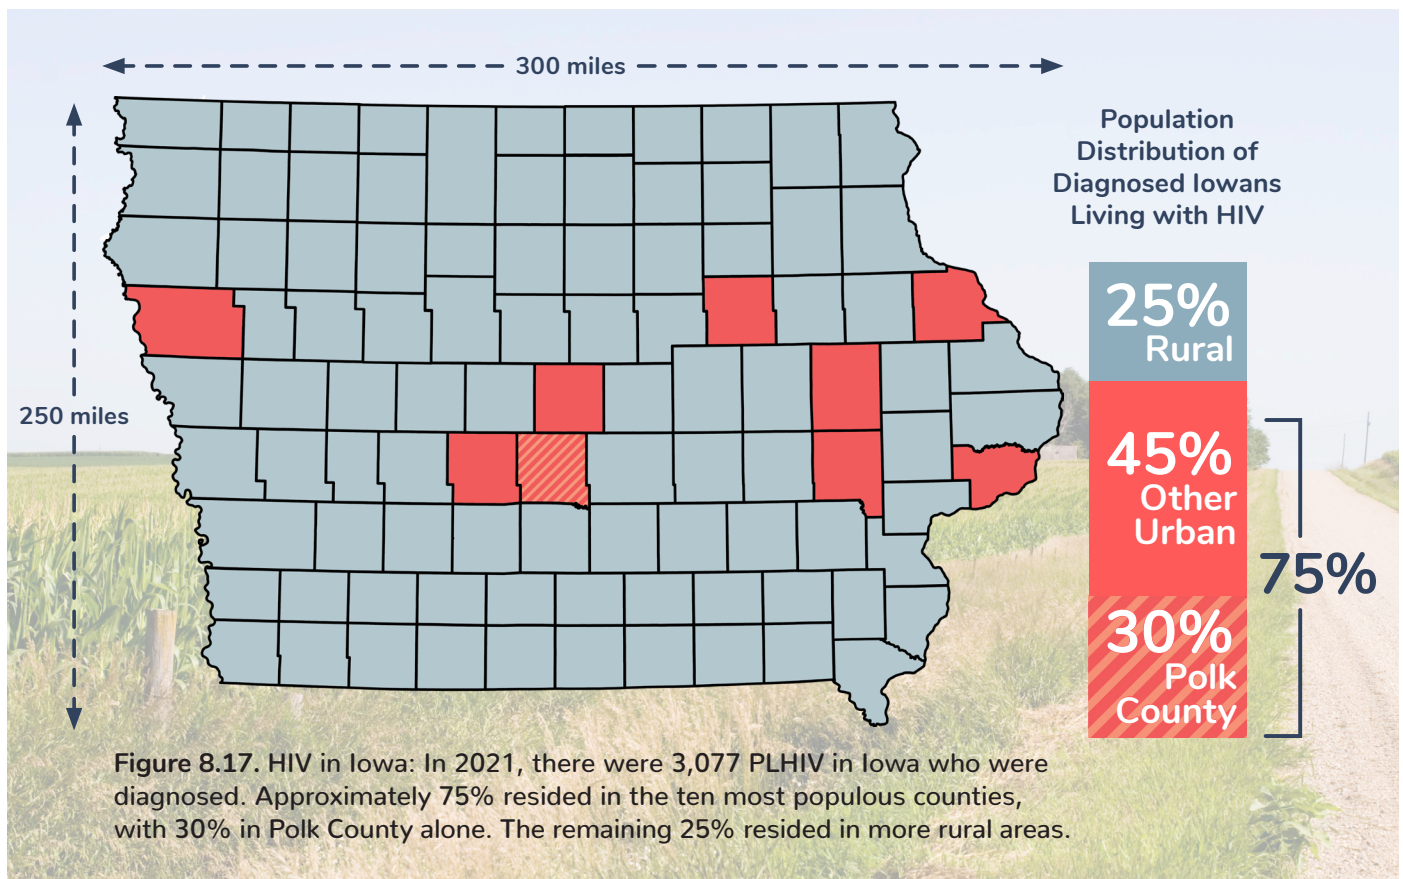 300 miles
250 miles
Population
Distribution of
Diagnosed Iowans
Living with HIV
25%
Rural
45%
Other
Urban
30%
Polk
County
75%
Figure 8.17. HIV in Iowa: In 2021, there were 3,077 PLHIV in Iowa who were
diagnosed. Approximately 75% resided in the ten most populous counties,
with 30% in Polk County alone. The remaining 25% resided in more rural areas.